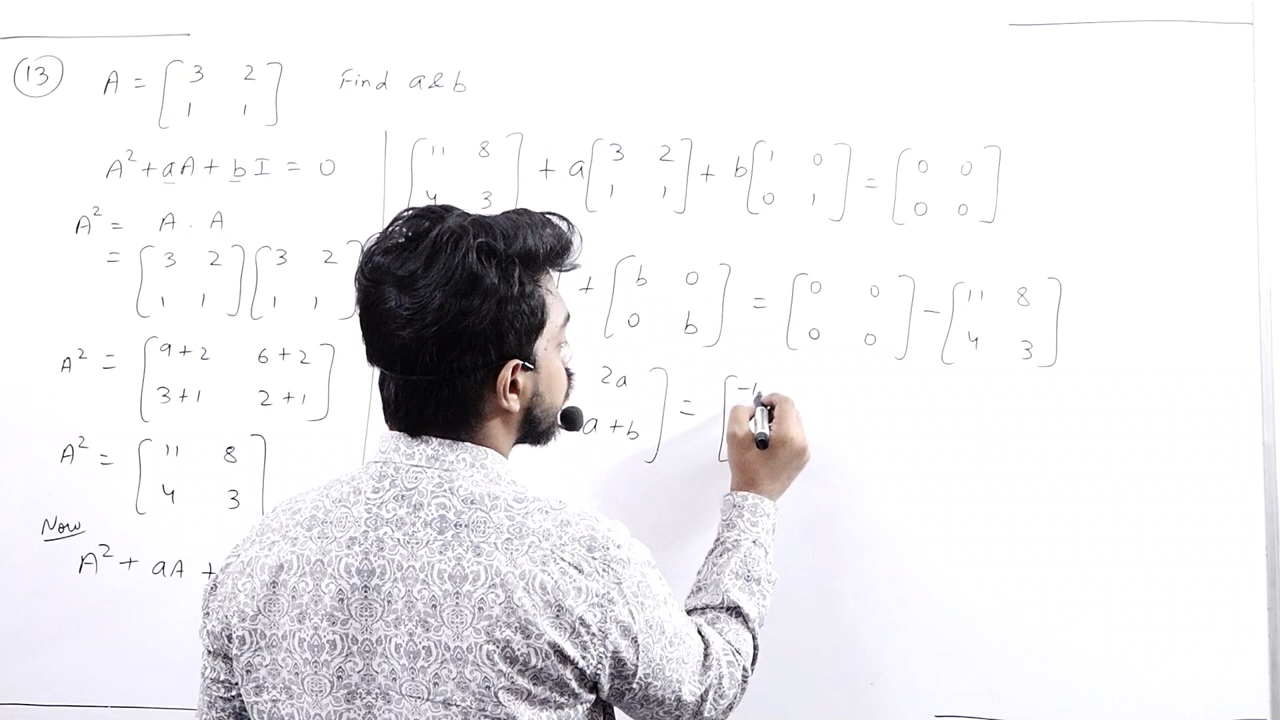 13 A = [ 3 2
1 1 ] Find a & b
A² + aA + bI = 0
A² = A . A
= [ 3 2 ] [ 3 2 ]
1 1 1 1
A² = [ 9+2 6+2 ]
3+1 2+1
A² = [ 11 8 ]
4 3
Now
A² + aA +
[ 11 8 ] + a [ 3 2 ] + b [ 1 0 ] = [ 0 0 ]
4 3 1 1 0 1 0 0
+ [ b 0 ] = [ 0 0 ] - [ 11 8 ]
0 b 0 0 4 3
2a ] = [ -1
a + b